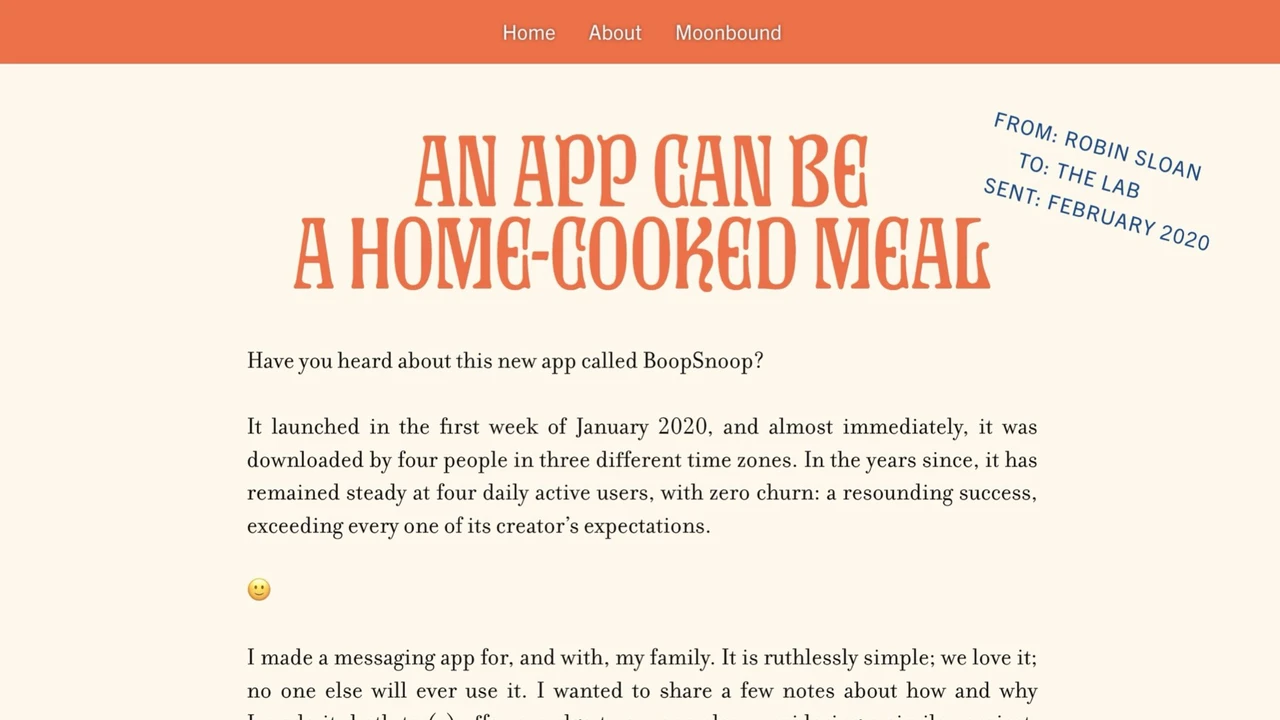 Home About Moonbound
AN APP CAN BE
A HOME-COOKED MEAL
FROM: ROBIN SLOAN
TO: THE LAB
SENT: FEBRUARY 2020
Have you heard about this new app called BoopSnoop?
It launched in the first week of January 2020, and almost immediately, it was
downloaded by four people in three different time zones. In the years since, it has
remained steady at four daily active users, with zero churn: a resounding success,
exceeding every one of its creator’s expectations.
🙂
I made a messaging app for, and with, my family. It is ruthlessly simple; we love it;
no one else will ever use it. I wanted to share a few notes about how and why